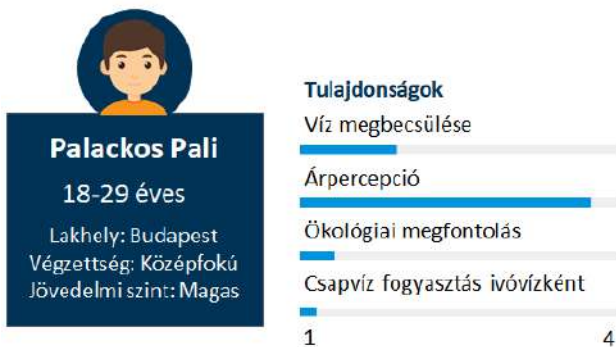 Palackos Pali
18-29 éves
Lakhely: Budapest
Végzettség: Középfokú
Jövedelmi szint: Magas
Tulajdonságok
Víz megbecsülése
Árpercepció
Ökológiai megfontolás
Csapvíz fogyasztás ivóvízként
1 4